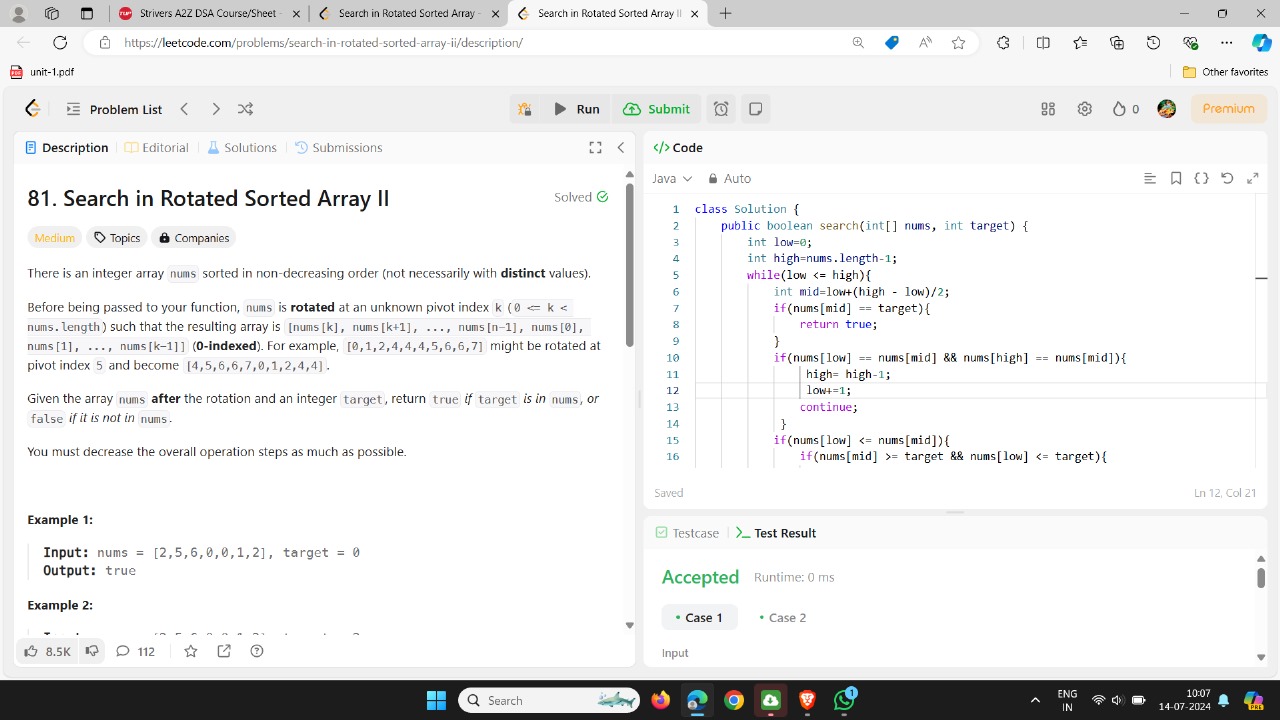 Strivers A2Z DSA Course/Sheet -
Search in Rotated Sorted Array -
Search in Rotated Sorted Array II
https://leetcode.com/problems/search-in-rotated-sorted-array-ii/description/
unit-1.pdf
Other favorites
Problem List
Run
Submit
0
Premium
Description
Editorial
Solutions
Submissions
81. Search in Rotated Sorted Array II
Solved
Medium
Topics
Companies
There is an integer array nums sorted in non-decreasing order (not necessarily with distinct values).
Before being passed to your function, nums is rotated at an unknown pivot index k (0 <= k <
nums.length) such that the resulting array is [nums[k], nums[k+1], ..., nums[n-1], nums[0],
nums[1], ..., nums[k-1]] (0-indexed). For example, [0,1,2,4,4,4,5,6,6,7] might be rotated at
pivot index 5 and become [4,5,6,6,7,0,1,2,4,4].
Given the array nums after the rotation and an integer target, return true if target is in nums, or
false if it is not in nums.
You must decrease the overall operation steps as much as possible.
Example 1:
Input: nums = [2,5,6,0,0,1,2], target = 0
Output: true
Example 2:
8.5K
112
Code
Java
Auto
1 class Solution {
2 public boolean search(int[] nums, int target) {
3 int low=0;
4 int high=nums.length-1;
5 while(low <= high){
6 int mid=low+(high - low)/2;
7 if(nums[mid] == target){
8 return true;
9 }
10 if(nums[low] == nums[mid] && nums[high] == nums[mid]){
11 high= high-1;
12 low+=1;
13 continue;
14 }
15 if(nums[low] <= nums[mid]){
16 if(nums[mid] >= target && nums[low] <= target){
Saved
Ln 12, Col 21
Testcase
Test Result
Accepted
Runtime: 0 ms
Case 1
Case 2
Input
Search
1
ENG
IN
10:07
14-07-2024
PRE